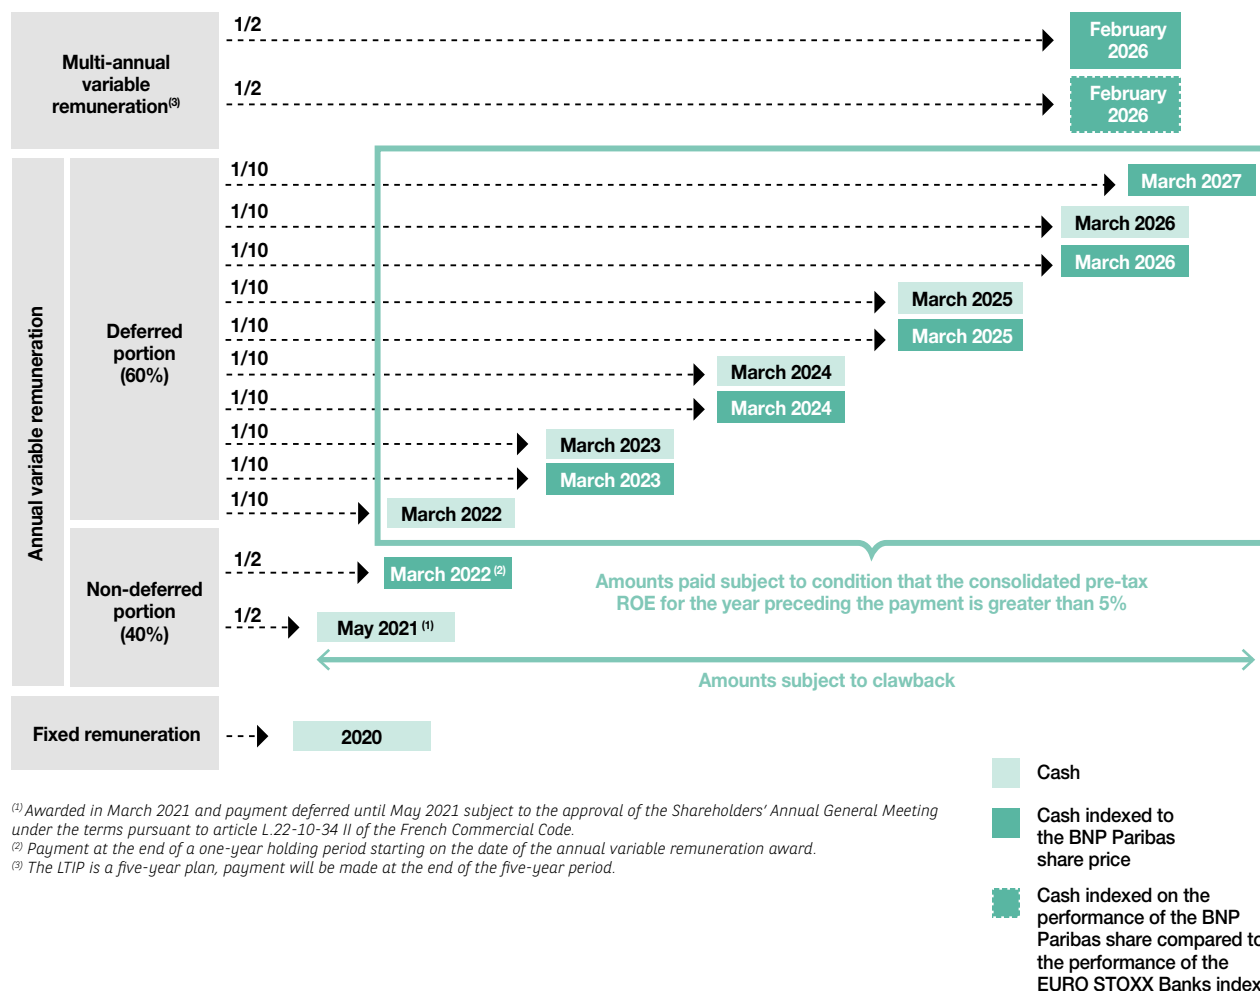 Multi-annual
variable
remuneration(3)
1/2
February
2026
1/2
February
2026
Annual variable remuneration
Deferred
portion
(60%)
1/10
March 2027
1/10
March 2026
1/10
March 2026
1/10
March 2025
1/10
March 2025
1/10
March 2024
1/10
March 2024
1/10
March 2023
1/10
March 2023
1/10
March 2022
Non-deferred
portion
(40%)
1/2
March 2022(2)
1/2
May 2021(1)
Amounts paid subject to condition that the consolidated pre-tax
ROE for the year preceding the payment is greater than 5%
Amounts subject to clawback
Fixed remuneration
2020
(1) Awarded in March 2021 and payment deferred until May 2021 subject to the approval of the Shareholders' Annual General Meeting
under the terms pursuant to article L.22-10-34 II of the French Commercial Code.
(2) Payment at the end of a one-year holding period starting on the date of the annual variable remuneration award.
(3) The LTIP is a five-year plan, payment will be made at the end of the five-year period.
Cash
Cash indexed to
the BNP Paribas
share price
Cash indexed on the
performance of the BNP
Paribas share compared to
the performance of the
EURO STOXX Banks index